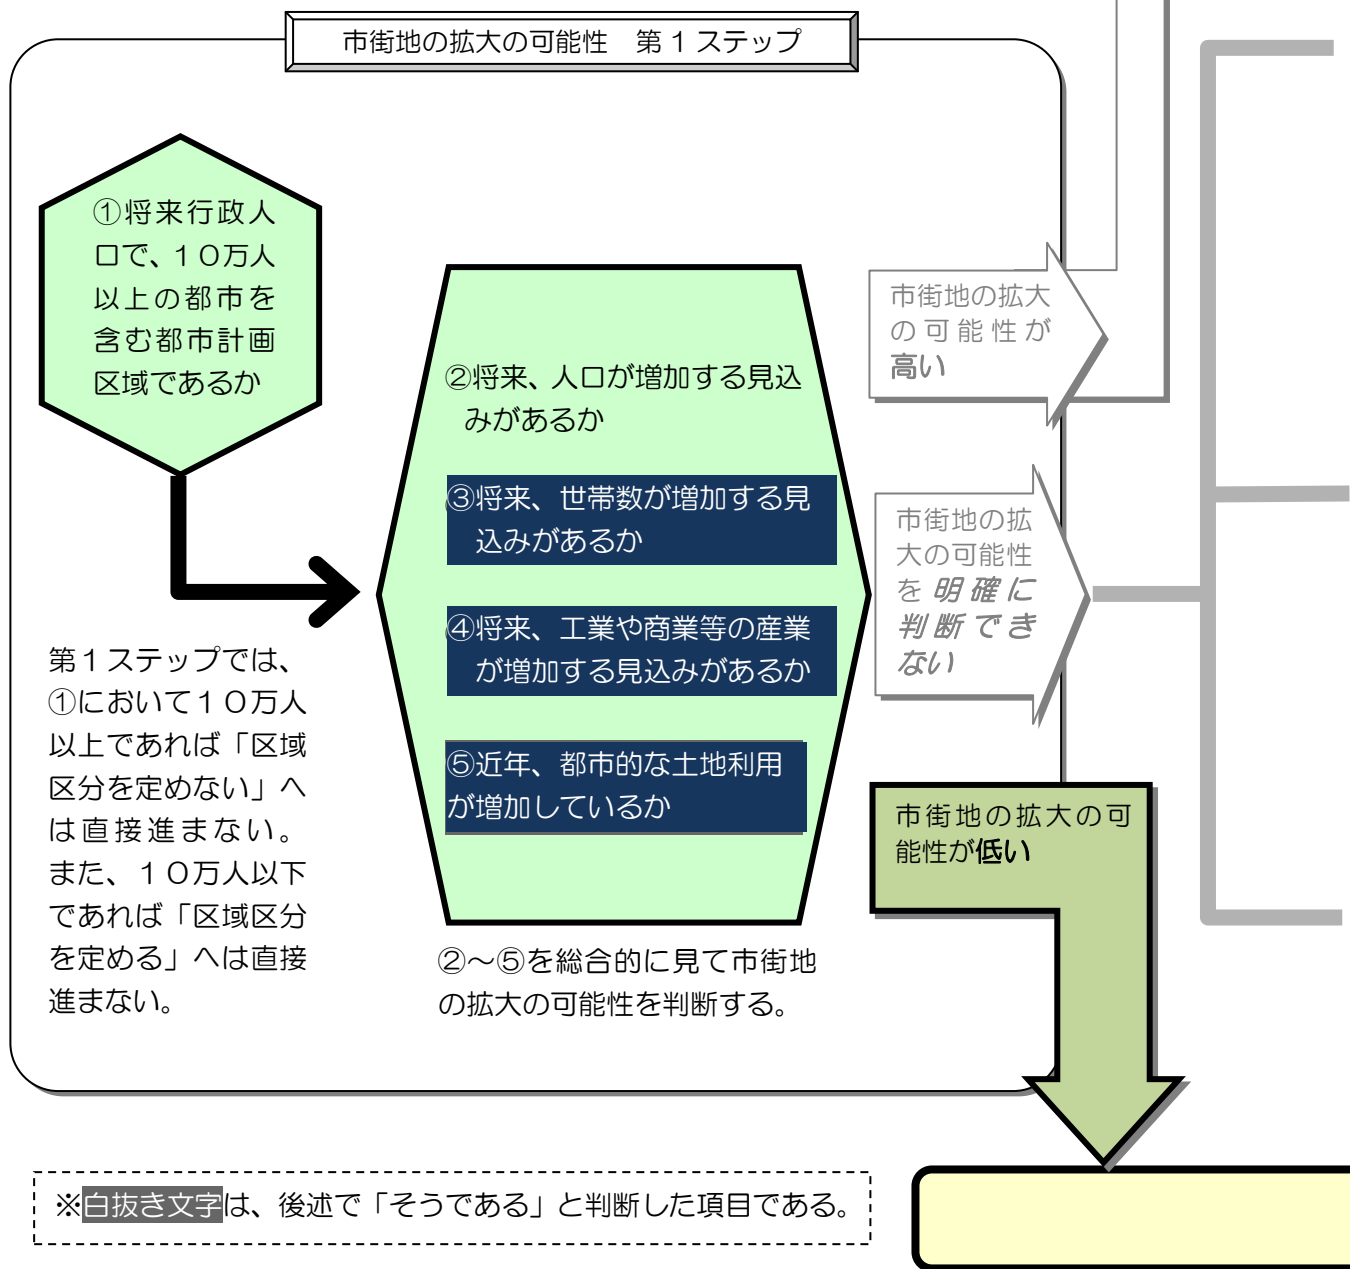 市街地の拡大の可能性　第１ステップ
①将来行政人
口で、１０万人
以上の都市を
含む都市計画
区域であるか
②将来、人口が増加する見込
みがあるか
③将来、世帯数が増加する見
込みがあるか
④将来、工業や商業等の産業
が増加する見込みがあるか
⑤近年、都市的な土地利用
が増加しているか
市街地の拡大
の可能性が
高い
市街地の拡
大の可能性
を明確に
判断でき
ない
市街地の拡大の可
能性が低い
第１ステップでは、
①において１０万人
以上であれば「区域
区分を定めない」へ
は直接進まない。
また、１０万人以下
であれば「区域区分
を定める」へは直接
進まない。
②～⑤を総合的に見て市街地
の拡大の可能性を判断する。
※白抜き文字は、後述で「そうである」と判断した項目である。